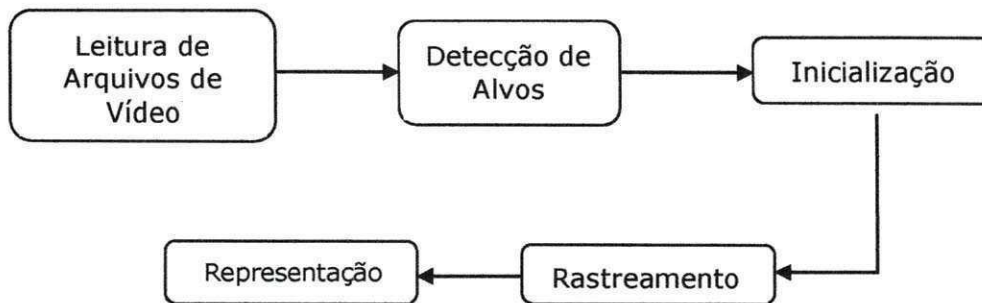 Leitura de
Arquivos de
Vídeo
Detecção de
Alvos
Inicialização
Rastreamento
Representação